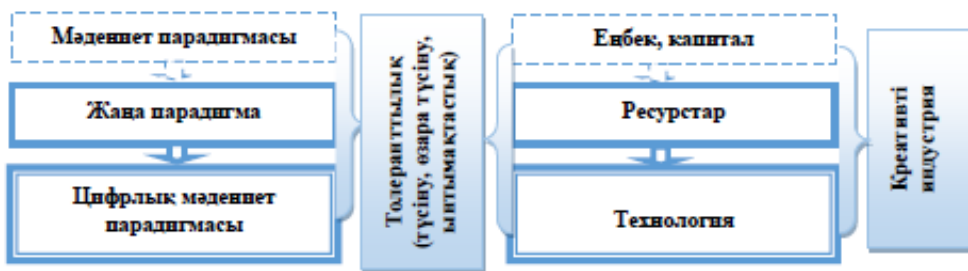 Мәдениет парадигмасы
Жаңа парадигма
Цифрлық мәдениет
парадигмасы
Толеранттылық
(түсіну, өзара түсіну,
ынтымақтастық)
Еңбек, капитал
Ресурстар
Технология
Креативті
индустрия